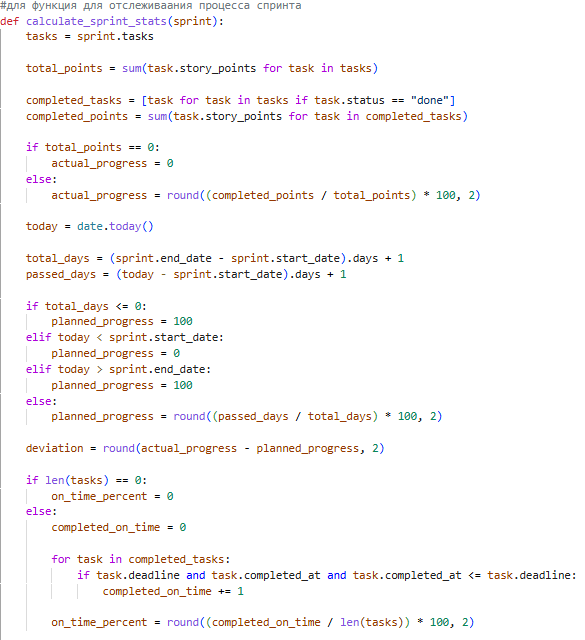 #для функция для отслеживаания процесса спринта
def calculate_sprint_stats(sprint):
    tasks = sprint.tasks

    total_points = sum(task.story_points for task in tasks)

    completed_tasks = [task for task in tasks if task.status == "done"]
    completed_points = sum(task.story_points for task in completed_tasks)

    if total_points == 0:
        actual_progress = 0
    else:
        actual_progress = round((completed_points / total_points) * 100, 2)

    today = date.today()

    total_days = (sprint.end_date - sprint.start_date).days + 1
    passed_days = (today - sprint.start_date).days + 1

    if total_days <= 0:
        planned_progress = 100
    elif today < sprint.start_date:
        planned_progress = 0
    elif today > sprint.end_date:
        planned_progress = 100
    else:
        planned_progress = round((passed_days / total_days) * 100, 2)

    deviation = round(actual_progress - planned_progress, 2)

    if len(tasks) == 0:
        on_time_percent = 0
    else:
        completed_on_time = 0

        for task in completed_tasks:
            if task.deadline and task.completed_at and task.completed_at <= task.deadline:
                completed_on_time += 1

        on_time_percent = round((completed_on_time / len(tasks)) * 100, 2)